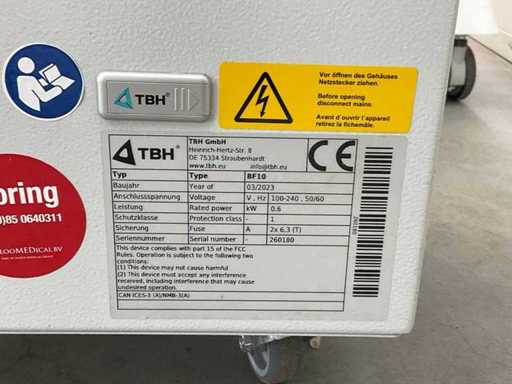 TBH®
Vor öffnen des Gehäuses
Netzstecker ziehen.
Before opening
disconnect mains.
Avant d'ouvrir l'appareil
retirez la fichemâle.
oring
)85 0640311
LOOMEDICAL BV
TBH®
TBH GmbH
Heinrich-Hertz-Str. 8
DE 75334 Straubenhardt
www.tbh.eu info@tbh.eu
CE
Typ Type BF10
Baujahr Year of 03/2023
Anschlussspannung Voltage V, Hz 100-240, 50/60
Leistung Rated power kW 0.6
Schutzklasse Protection class - 1
Sicherung Fuse A 2x 6,3 (T)
Seriennummer Serial number - 260180
This device complies with part 15 of the FCC
Rules. Operation is subject to the following two
conditions:
(1) This device may not cause harmful
(2) This device must accept any interference
received, including interference that may cause
undesired operation.
CAN ICES-3 (A)/NMB-3(A)
260180